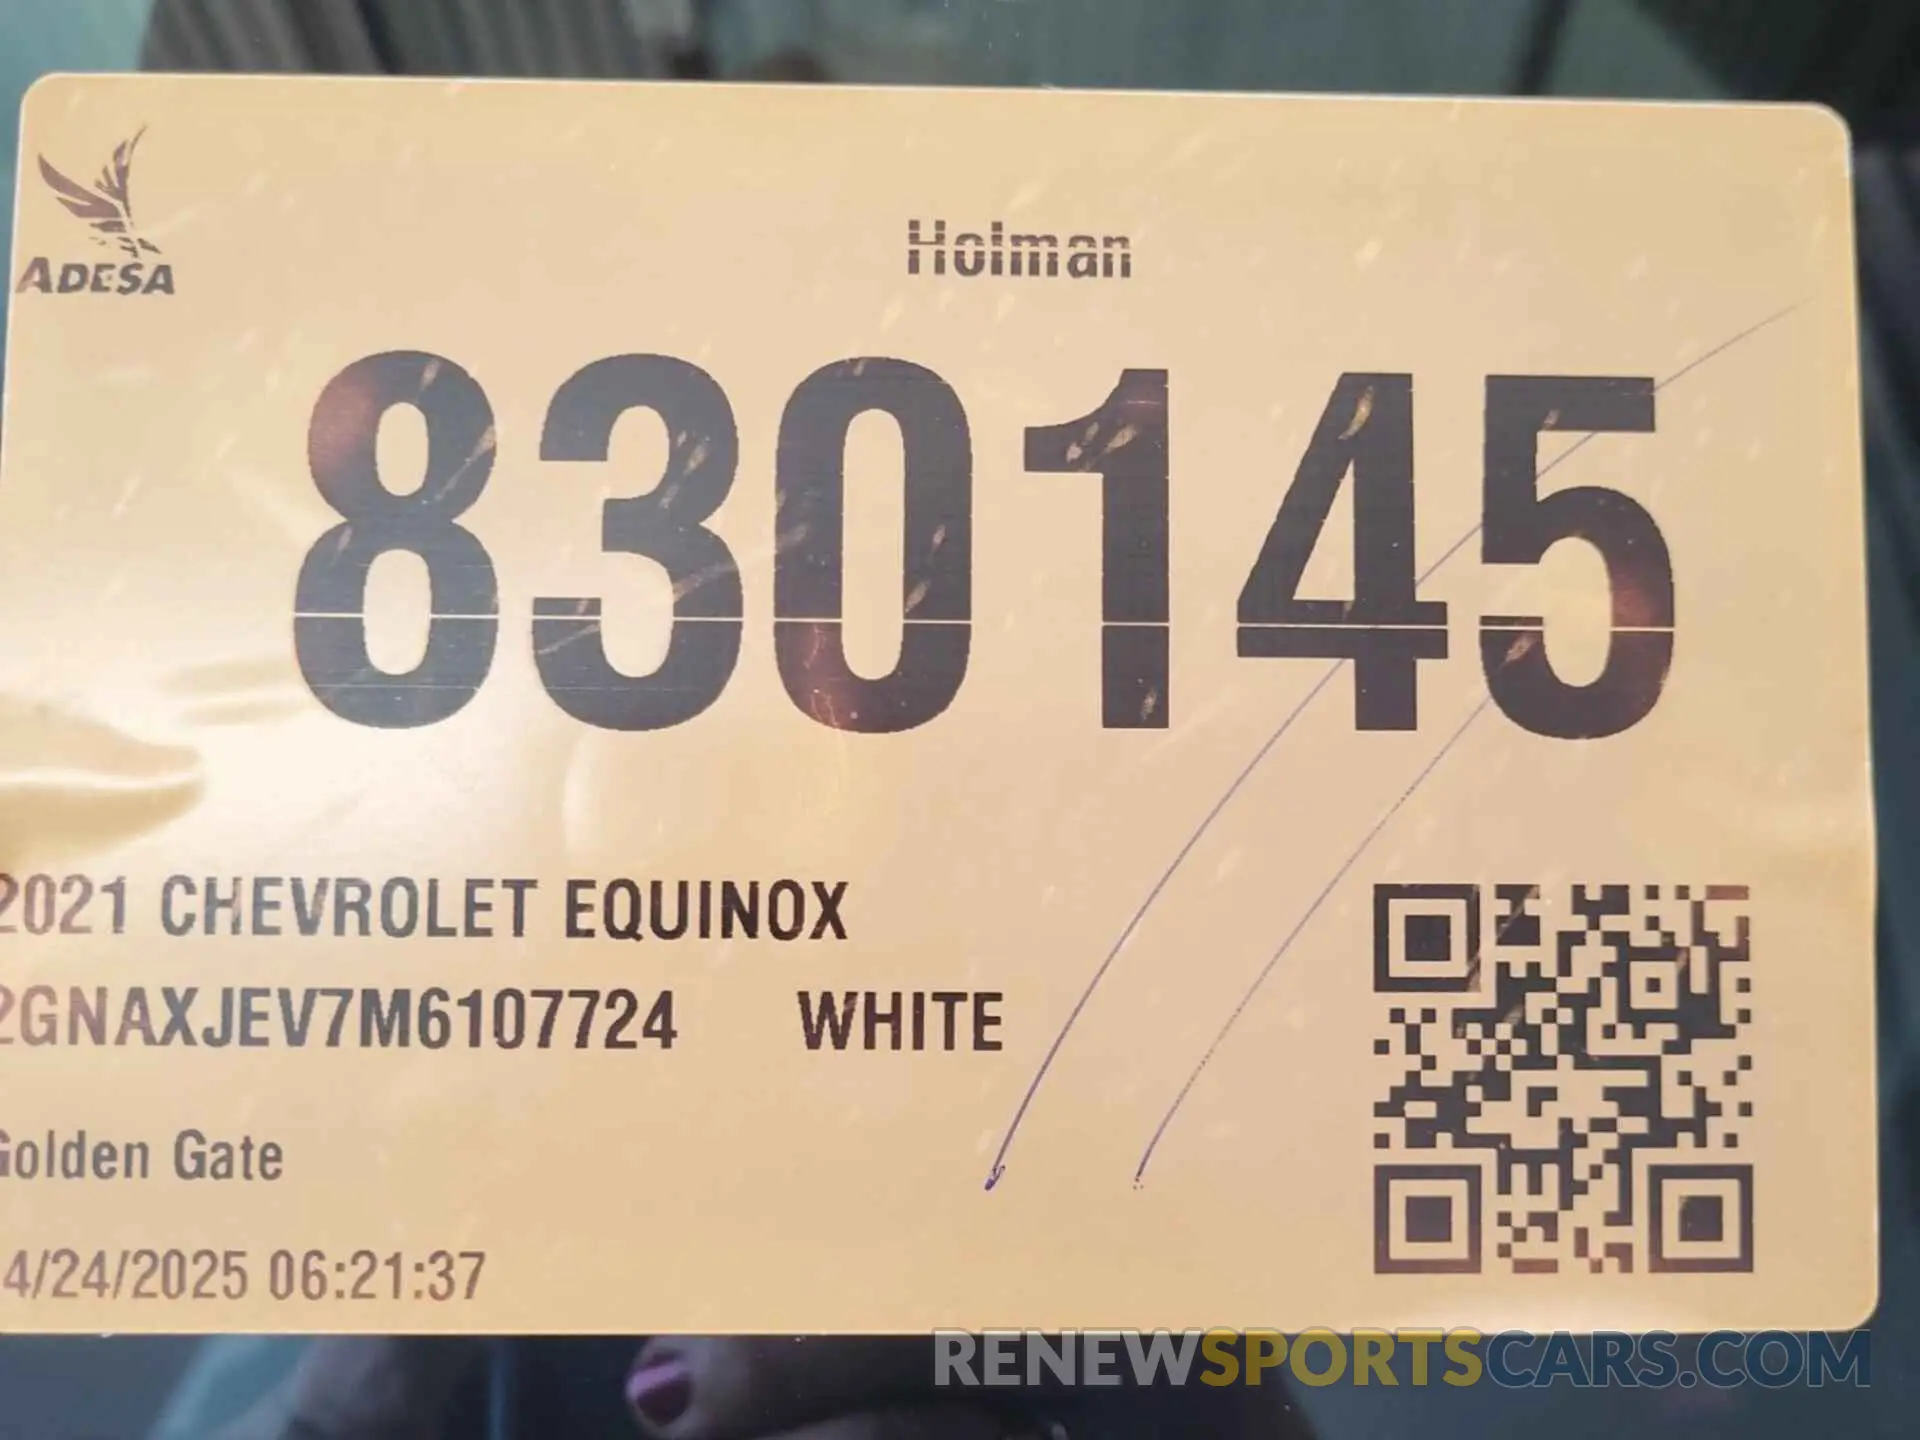 ADESA
Holman
830145
2021 CHEVROLET EQUINOX
2GNAXJEV7M6107724 WHITE
Golden Gate
4/24/2025 06:21:37
RENEWSPORTSCARS.COM